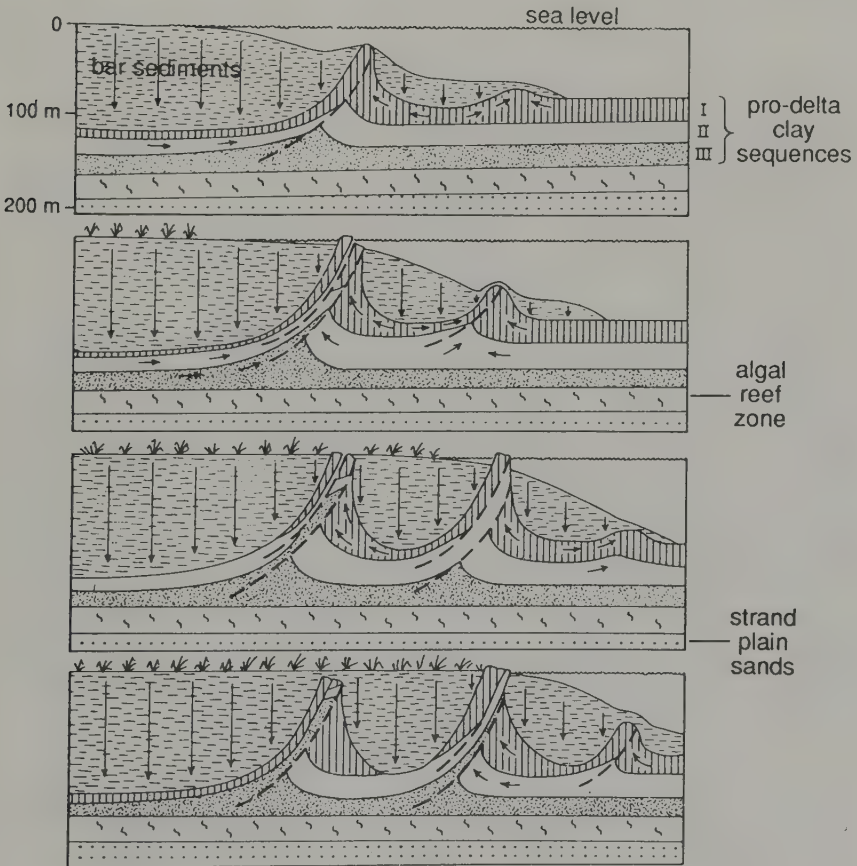 sea level
0
bar sediments
100 m
I
II
III
pro-delta
clay
sequences
200 m
algal
reef
zone
strand
plain
sands